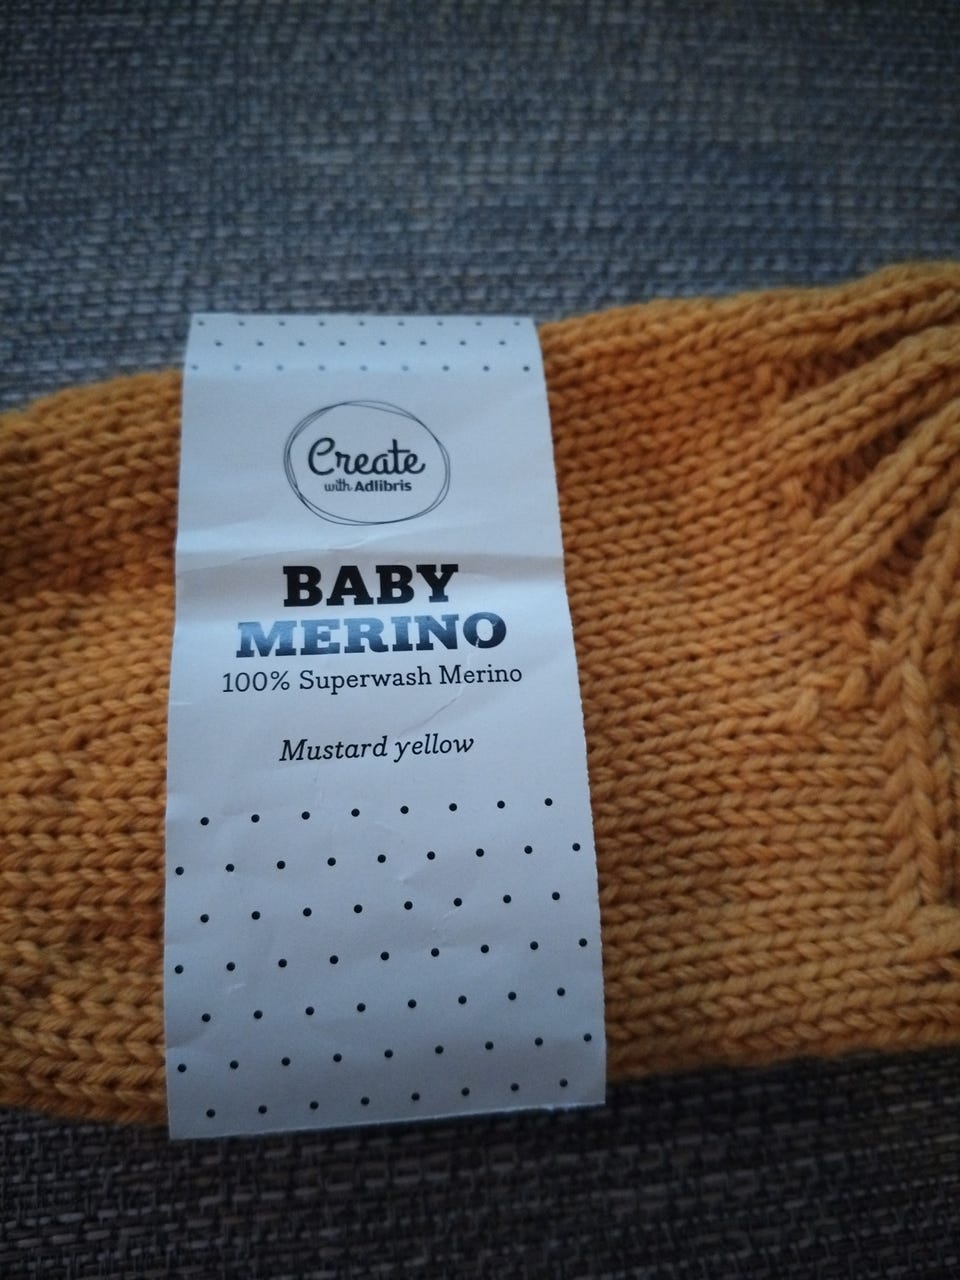 Create
with Adlibris
BABY
MERINO
100% Superwash Merino
Mustard yellow